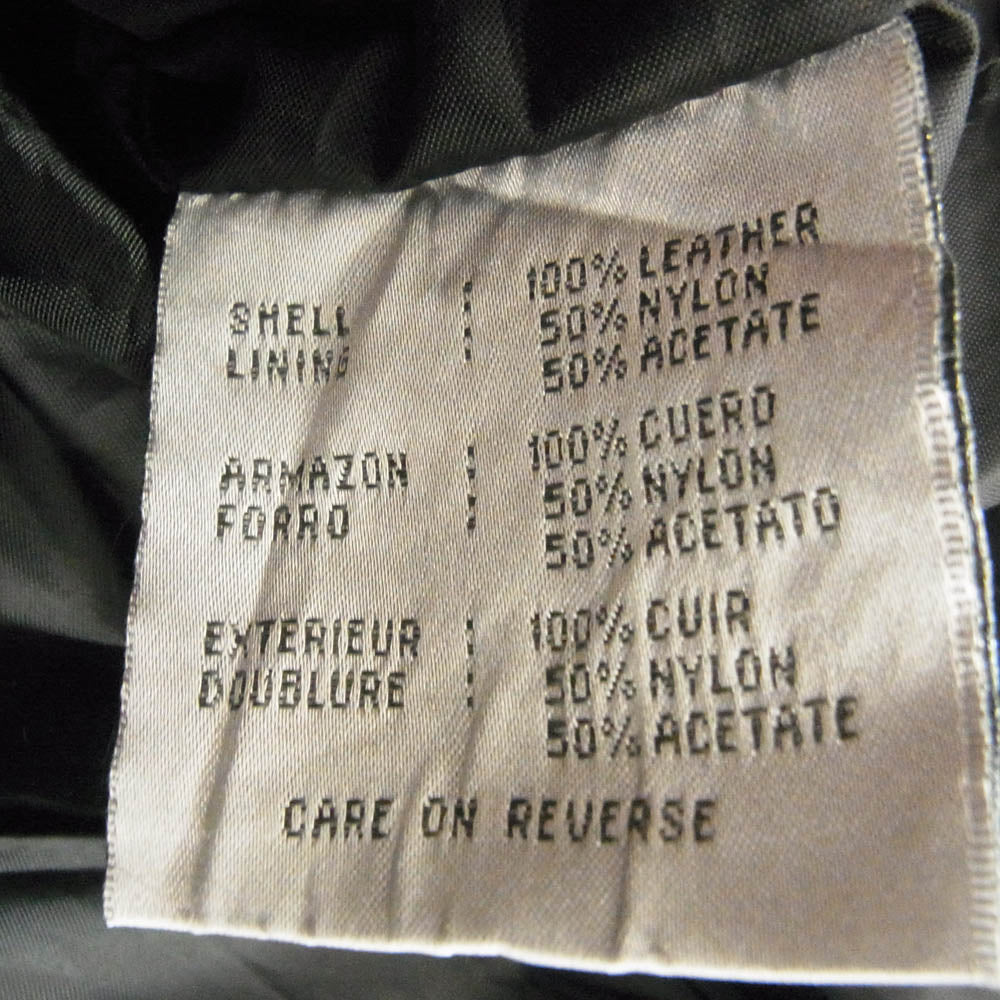 SHELL : 100% LEATHER
LINING : 50% NYLON
50% ACETATE
ARMAZON : 100% CUERO
FORRO : 50% NYLON
50% ACETATO
EXTERIEUR : 100% CUIR
DOUBLURE : 50% NYLON
50% ACETATE
CARE ON REVERSE